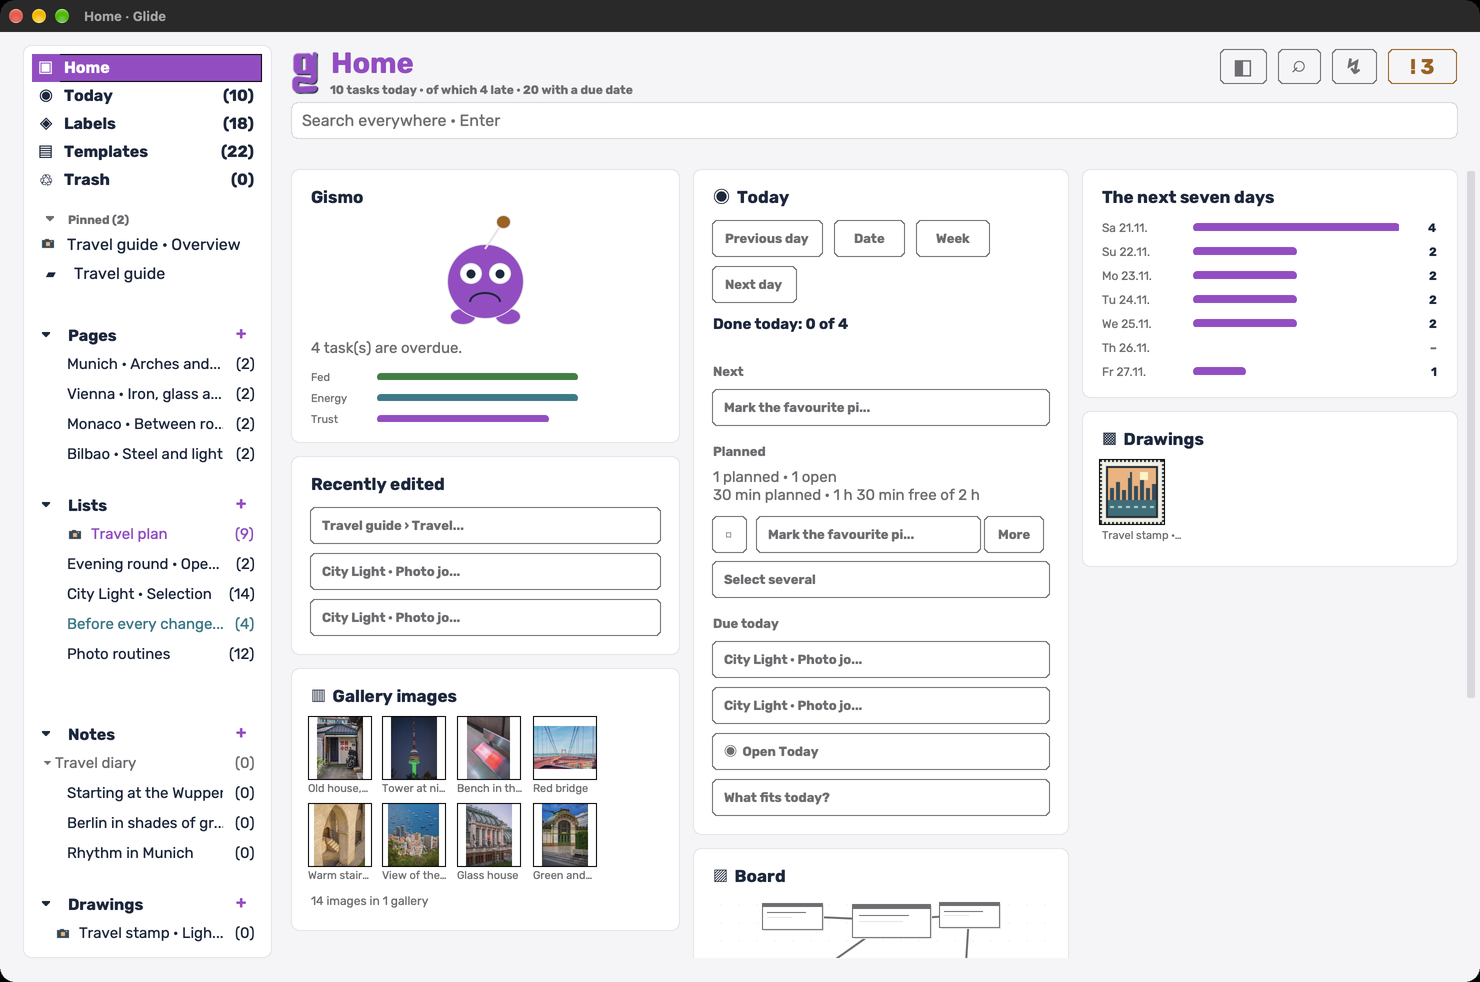 Home · Glide
Home
Today (10)
Labels (18)
Templates (22)
Trash (0)
Pinned (2)
Travel guide • Overview
Travel guide
Pages +
Munich • Arches and... (2)
Vienna • Iron, glass a... (2)
Monaco • Between ro... (2)
Bilbao • Steel and light (2)
Lists +
Travel plan (9)
Evening round • Ope... (2)
City Light • Selection (14)
Before every change... (4)
Photo routines (12)
Notes +
Travel diary (0)
Starting at the Wupper (0)
Berlin in shades of gr... (0)
Rhythm in Munich (0)
Drawings +
Travel stamp • Ligh... (0)
g Home
10 tasks today • of which 4 late • 20 with a due date
! 3
Search everywhere • Enter
Gismo
4 task(s) are overdue.
Fed
Energy
Trust
Recently edited
Travel guide › Travel...
City Light • Photo jo...
City Light • Photo jo...
Gallery images
Old house,... Tower at ni... Bench in th... Red bridge
Warm stair... View of the... Glass house Green and...
14 images in 1 gallery
Today
Previous day Date Week
Next day
Done today: 0 of 4
Next
Mark the favourite pi...
Planned
1 planned • 1 open
30 min planned • 1 h 30 min free of 2 h
Mark the favourite pi... More
Select several
Due today
City Light • Photo jo...
City Light • Photo jo...
Open Today
What fits today?
Board
The next seven days
Sa 21.11. 4
Su 22.11. 2
Mo 23.11. 2
Tu 24.11. 2
We 25.11. 2
Th 26.11. –
Fr 27.11. 1
Drawings
Travel stamp •...